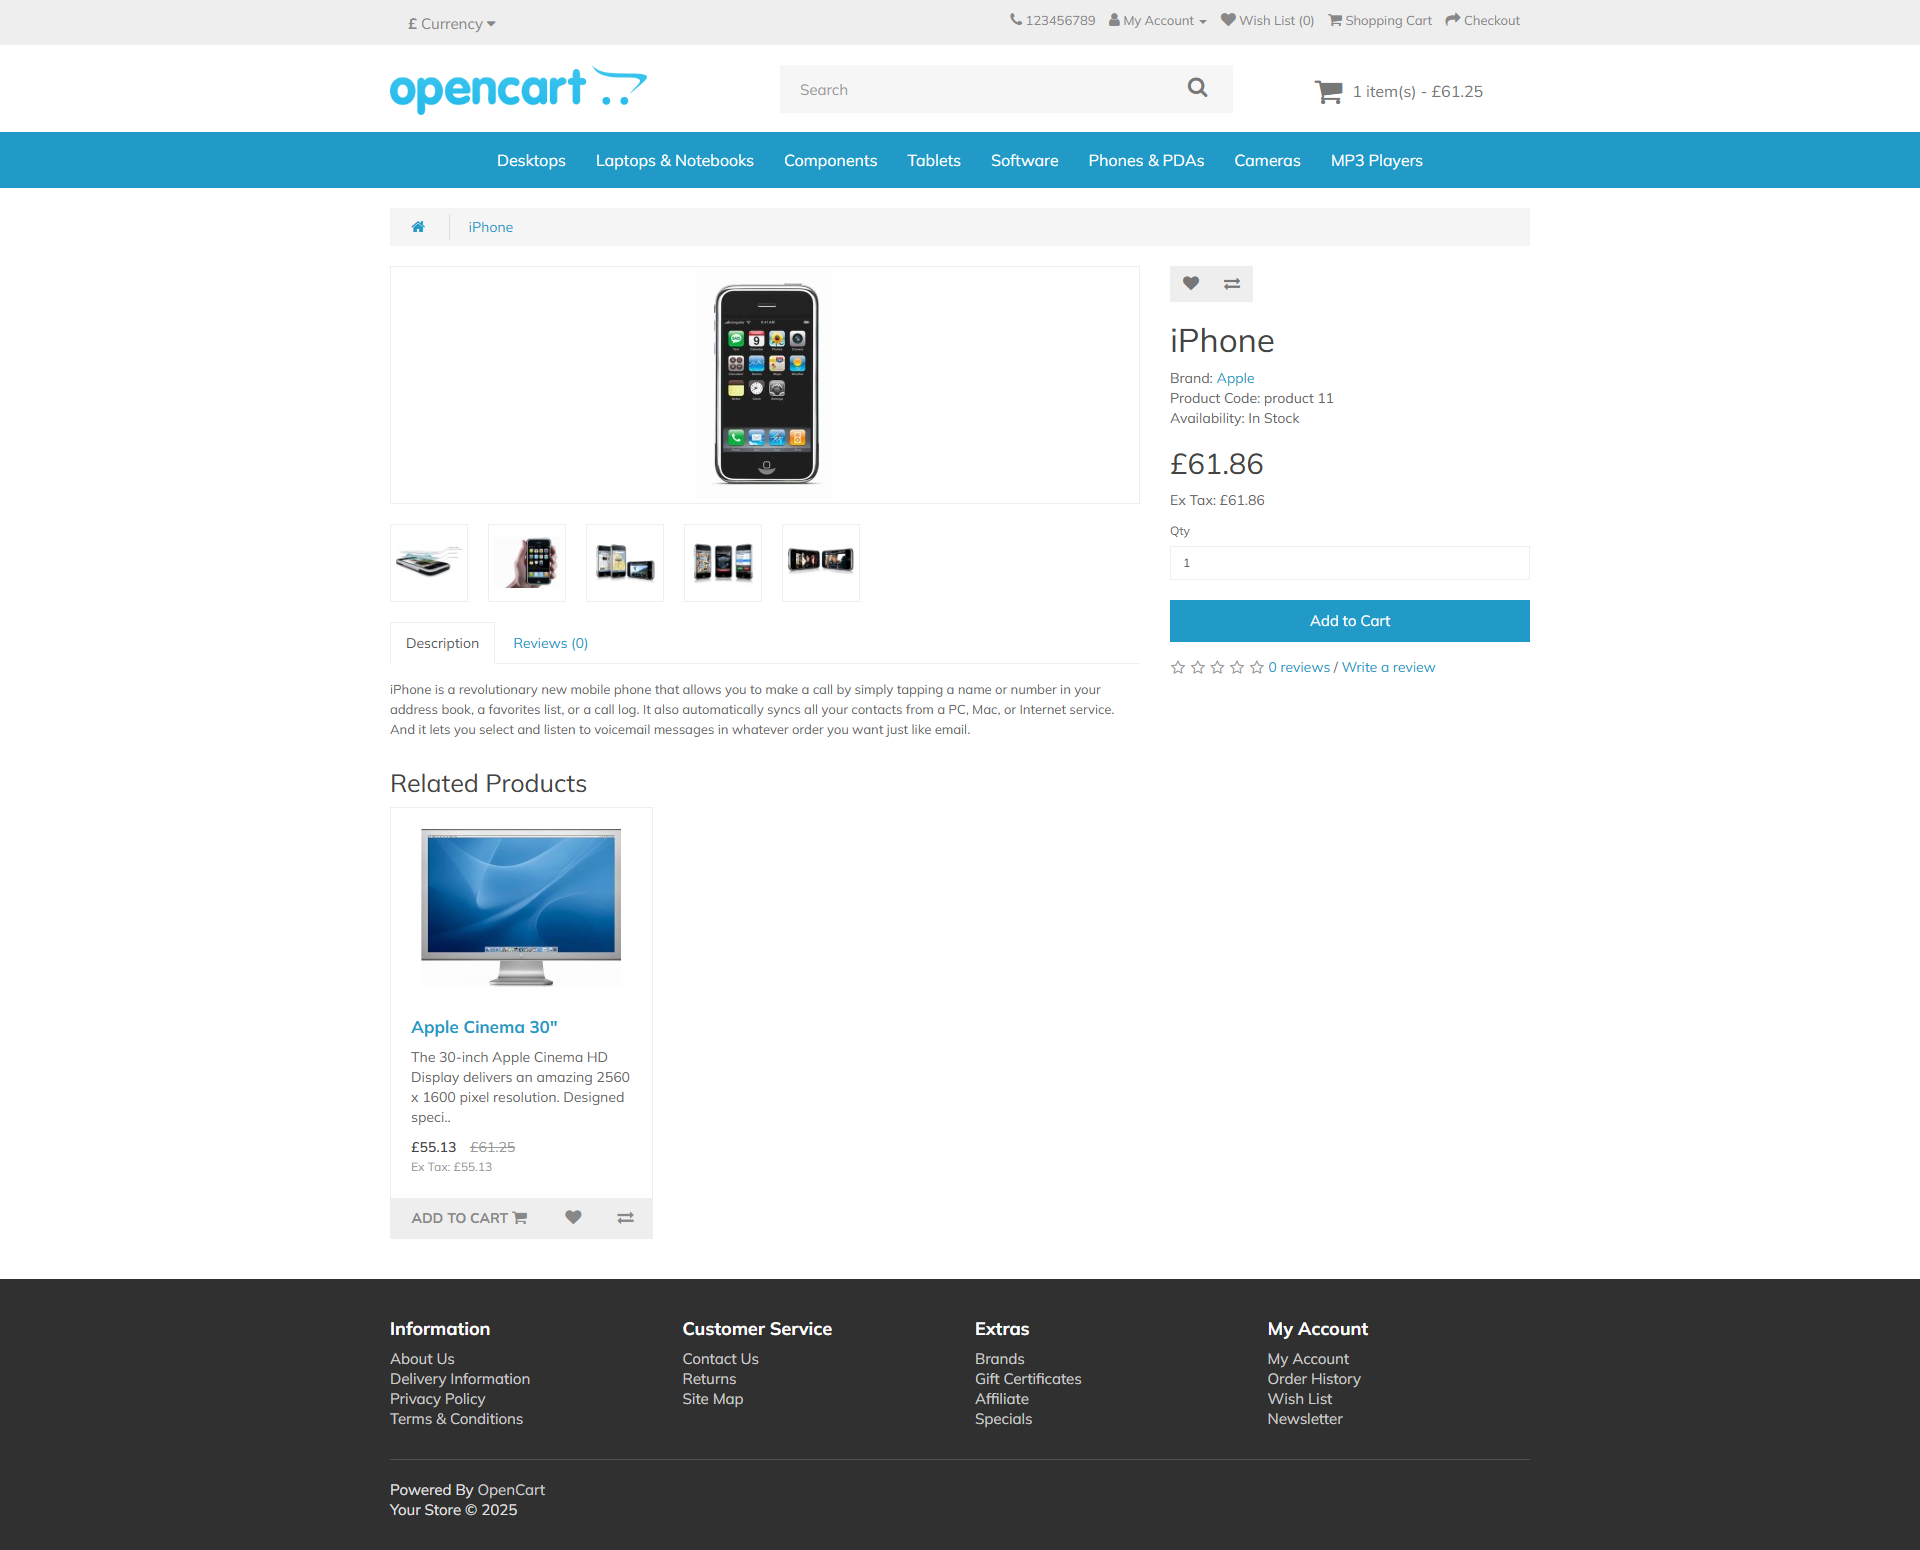 £ Currency
123456789 My Account Wish List (0) Shopping Cart Checkout
opencart
Search
1 item(s) - £61.25
Desktops Laptops & Notebooks Components Tablets Software Phones & PDAs Cameras MP3 Players
iPhone
iPhone
Brand: Apple
Product Code: product 11
Availability: In Stock
£61.86
Ex Tax: £61.86
Qty
1
Add to Cart
0 reviews / Write a review
Description Reviews (0)
iPhone is a revolutionary new mobile phone that allows you to make a call by simply tapping a name or number in your
address book, a favorites list, or a call log. It also automatically syncs all your contacts from a PC, Mac, or Internet service.
And it lets you select and listen to voicemail messages in whatever order you want just like email.
Related Products
Apple Cinema 30"
The 30-inch Apple Cinema HD
Display delivers an amazing 2560
x 1600 pixel resolution. Designed
speci..
£55.13 £61.25
Ex Tax: £55.13
ADD TO CART
Information
About Us
Delivery Information
Privacy Policy
Terms & Conditions
Customer Service
Contact Us
Returns
Site Map
Extras
Brands
Gift Certificates
Affiliate
Specials
My Account
My Account
Order History
Wish List
Newsletter
Powered By OpenCart
Your Store © 2025